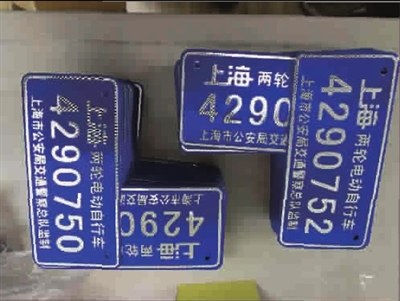 上海 两轮电动自行车
4290750
上海市公安局交通警察总队监制
上海 两轮
4290
上海市公安局交
上海 两轮
4290
上海市公安局交通
上海 两轮电动自行车
4290752
上海市公安局交通警察总队监制